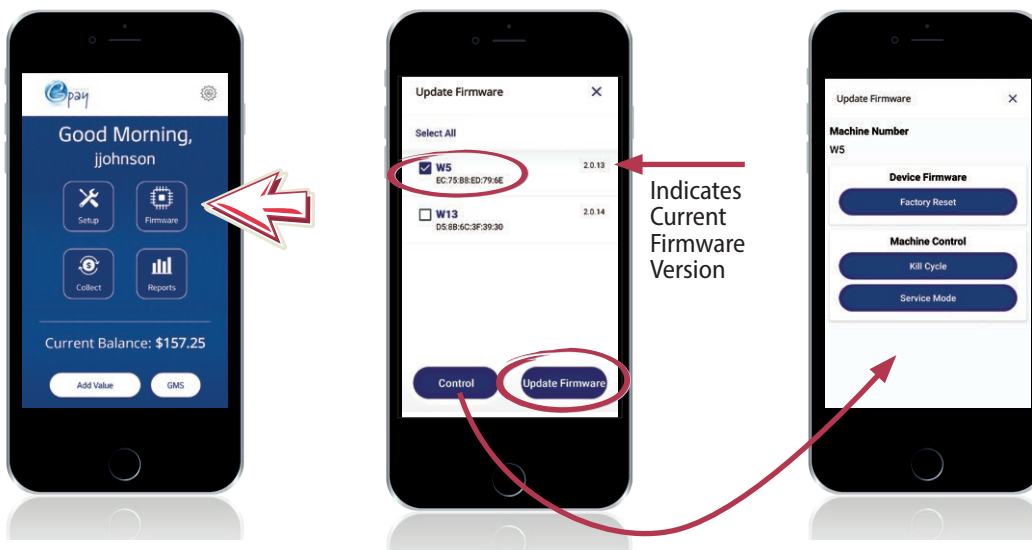 epay
Good Morning,
jjohnson
Setup
Firmware
Collect
Reports
Current Balance: $157.25
Add Value
GMS
Update Firmware
X
Select All
W5
2.0.13
EC:75:B8:ED:79:6E
W13
2.0.14
D5:8B:6C:3F:39:30
Control
Update Firmware
Indicates
Current
Firmware
Version
Update Firmware
X
Machine Number
W5
Device Firmware
Factory Reset
Machine Control
Kill Cycle
Service Mode